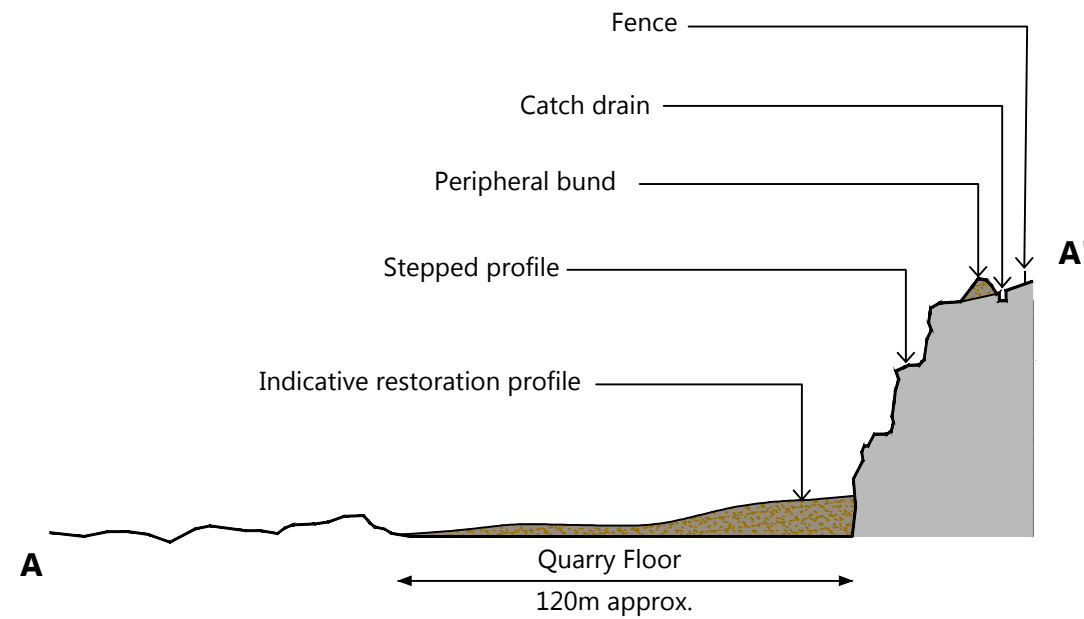 Fence
Catch drain
Peripheral bund
A'
Stepped profile
Indicative restoration profile
Quarry Floor
A
120m approx.